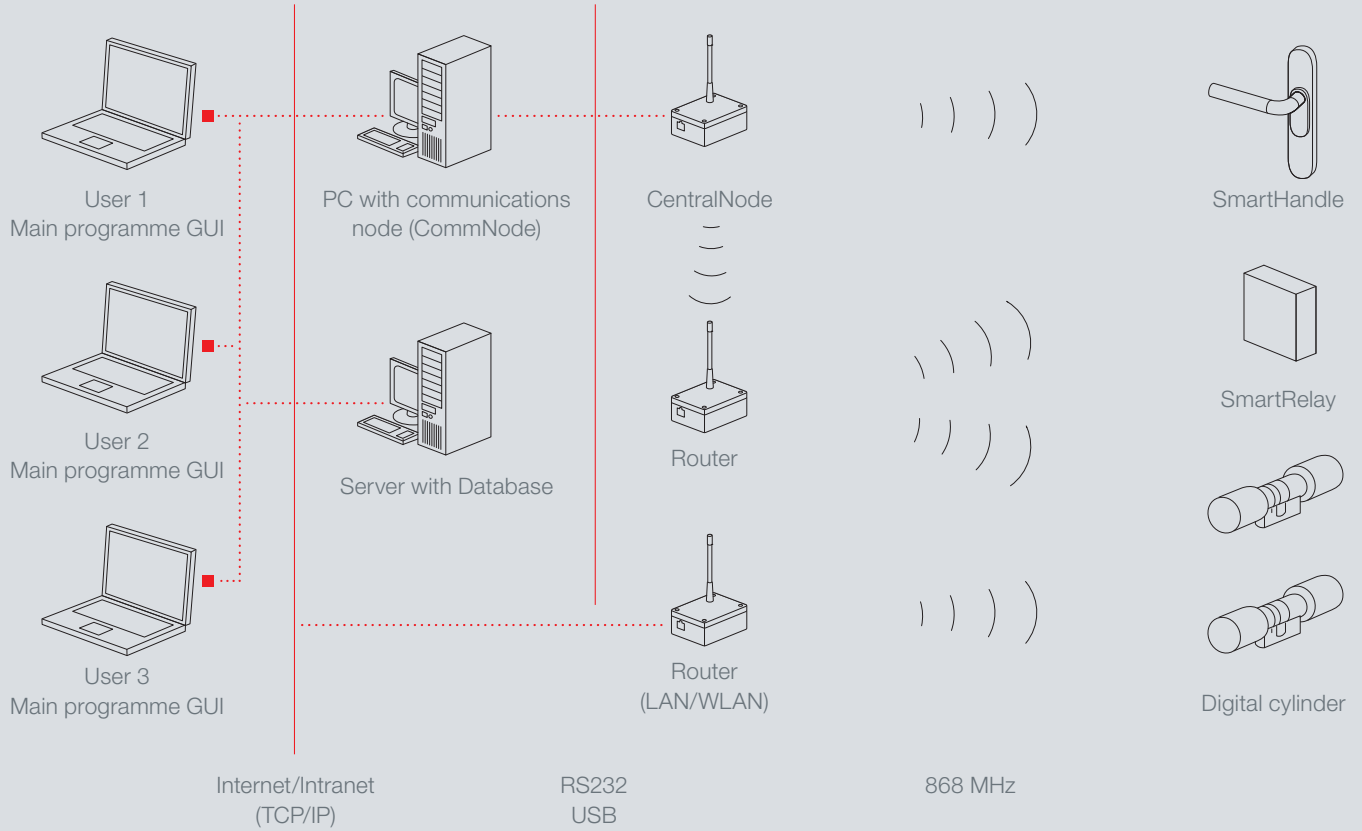 User 1
Main programme GUI
PC with communications
node (CommNode)
CentralNode
SmartHandle
User 2
Main programme GUI
Server with Database
Router
SmartRelay
User 3
Main programme GUI
Router
(LAN/WLAN)
Digital cylinder
Internet/Intranet
(TCP/IP)
RS232
USB
868 MHz